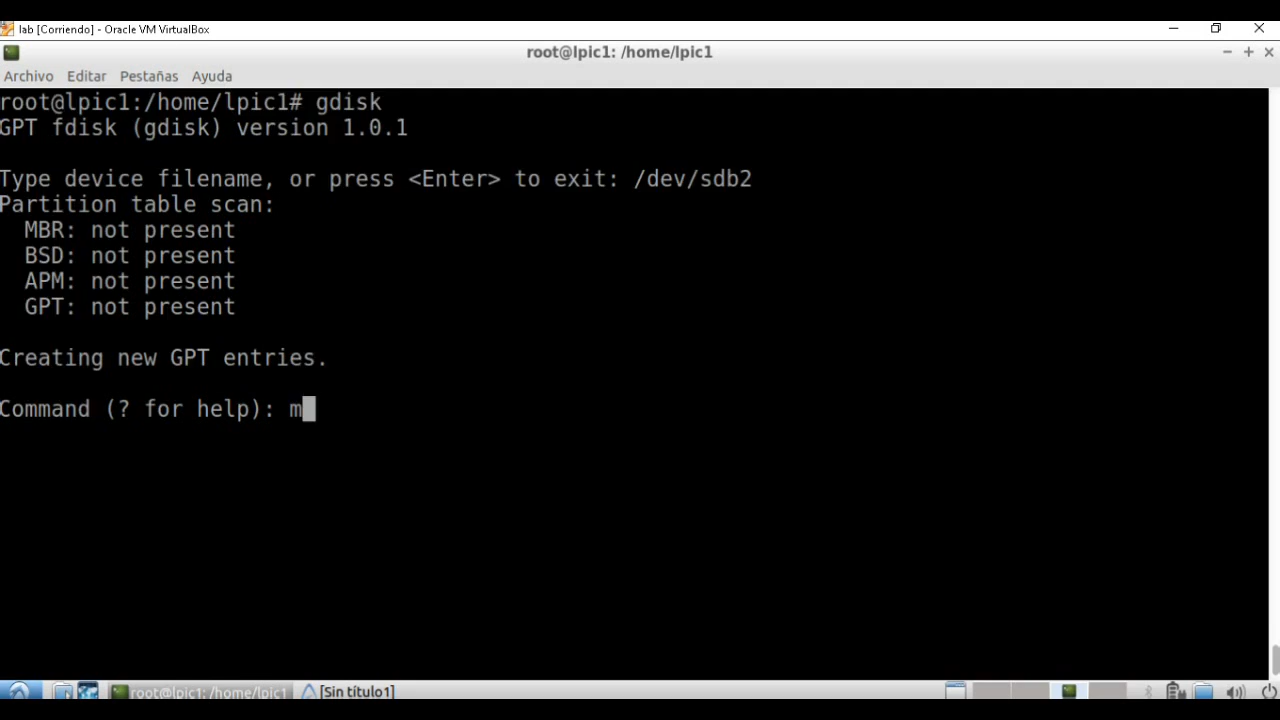 lab [Corriendo] - Oracle VM VirtualBox
root@lpic1: /home/lpic1
Archivo Editar Pestañas Ayuda
root@lpic1:/home/lpic1# gdisk
GPT fdisk (gdisk) version 1.0.1
Type device filename, or press <Enter> to exit: /dev/sdb2
Partition table scan:
MBR: not present
BSD: not present
APM: not present
GPT: not present
Creating new GPT entries.
Command (? for help): m
root@lpic1: /home/lpic1 [Sin título1]